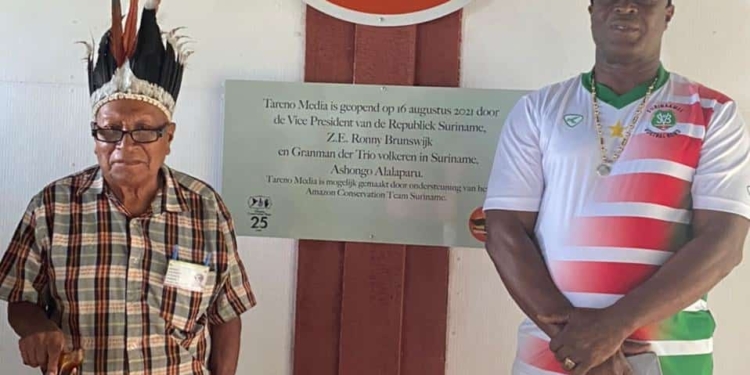 Tareno Media is geopend op 16 augustus 2021 door
de Vice President van de Republiek Suriname,
Z.E. Ronny Brunswijk
en Granman der Trio volkeren in Suriname,
Ashongo Alalaparu.
Tareno Media is mogelijk gemaakt door ondersteuning van het
Amazon Conservation Team Suriname.
25